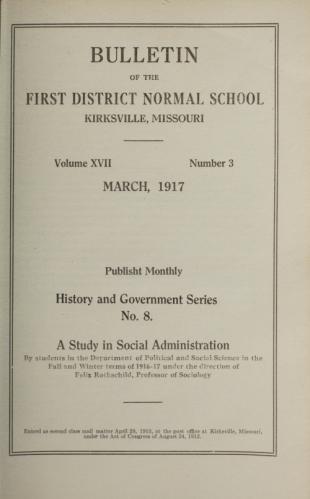 BULLETIN
OF THE
FIRST DISTRICT NORMAL SCHOOL
KIRKSVILLE, MISSOURI
Volume XVII Number 3
MARCH, 1917
Publisht Monthly
History and Government Series
No. 8.
A Study in Social Administration
By students in the Department of Political and Social Science in the
Fall and Winter terms of 1916-17 under the direction of
Felix Rothschild, Professor of Sociology
Entered as second class mail matter April 29, 1915, at the post office at Kirksville, Missouri,
under the Act of Congress of August 24, 1912.